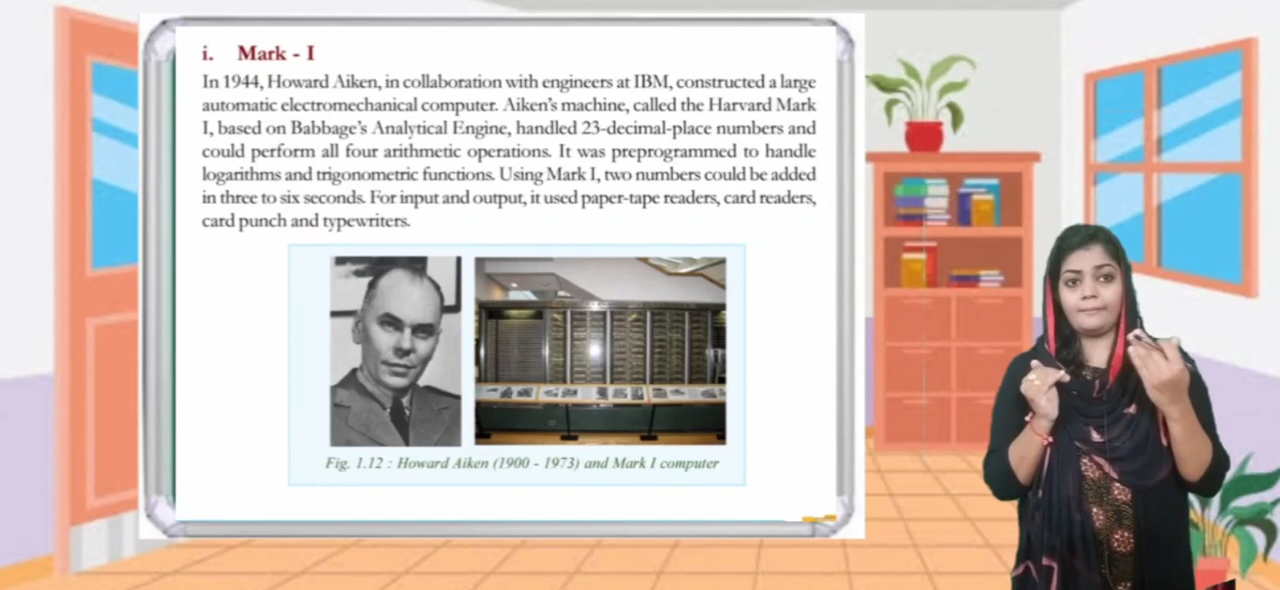 i. Mark - I
In 1944, Howard Aiken, in collaboration with engineers at IBM, constructed a large
automatic electromechanical computer. Aiken's machine, called the Harvard Mark
I, based on Babbage's Analytical Engine, handled 23-decimal-place numbers and
could perform all four arithmetic operations. It was preprogrammed to handle
logarithms and trigonometric functions. Using Mark I, two numbers could be added
in three to six seconds. For input and output, it used paper-tape readers, card readers,
card punch and typewriters.
Fig. 1.12 : Howard Aiken (1900 - 1973) and Mark I computer